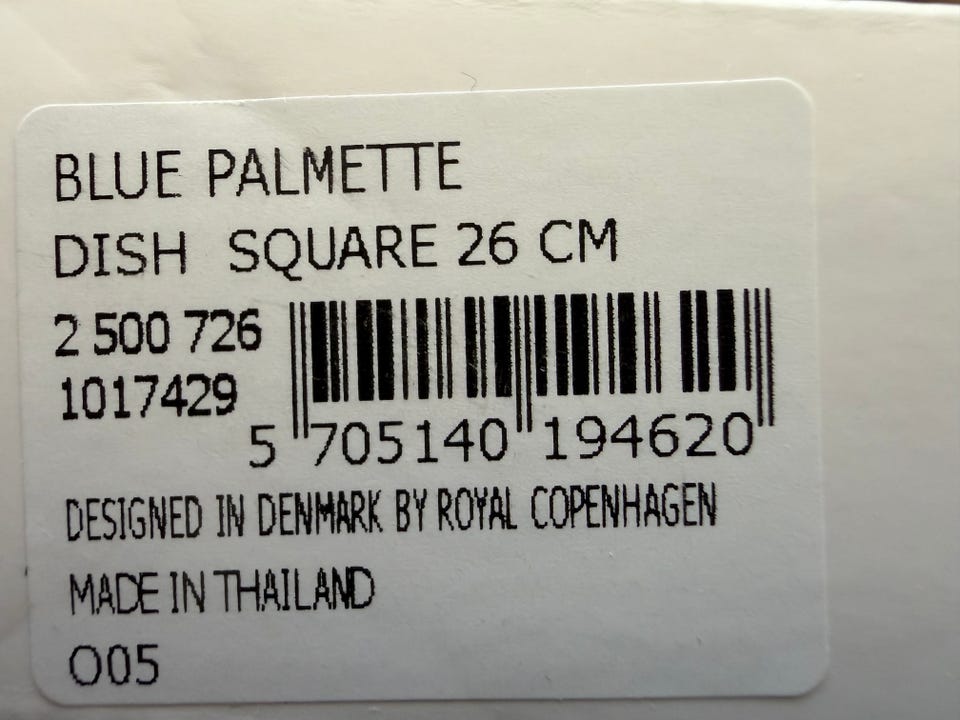 BLUE PALMETTE
DISH SQUARE 26 CM
2 500 726
1017429
5 705140 194620
DESIGNED IN DENMARK BY ROYAL COPENHAGEN
MADE IN THAILAND
O05